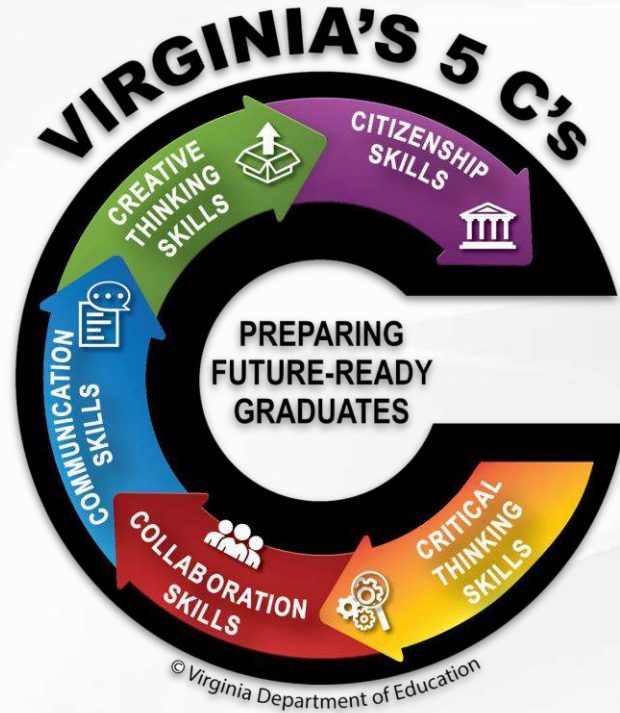 VIRGINIA'S 5 C's
CREATIVE
THINKING
SKILLS
CITIZENSHIP
SKILLS
COMMUNICATION
SKILLS
PREPARING
FUTURE-READY
GRADUATES
COLLABORATION
SKILLS
CRITICAL
THINKING
SKILLS
© Virginia Department of Education